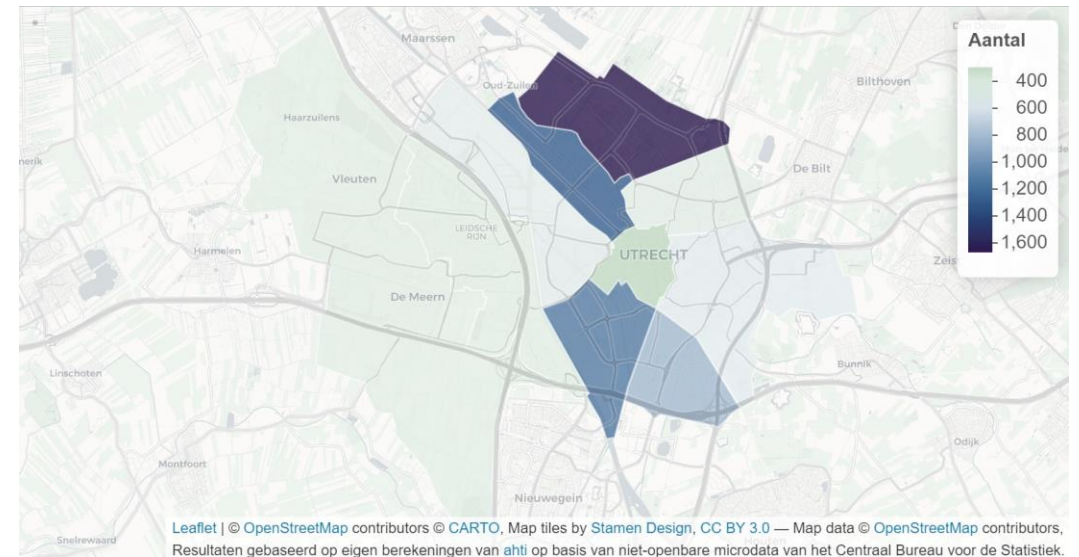 Maarssen
Oud-Zuilen
Bilthoven
Haarzuilens
Vleuten
De Bilt
LEIDSCHE
RIJN
Harmelen
UTRECHT
Zeis
De Meern
Linschoten
Bunnik
Odijk
Montfoort
Nieuwegein
Houten
Snelrewaard
Aantal
400
600
800
1,000
1,200
1,400
1,600
Leaflet | © OpenStreetMap contributors © CARTO, Map tiles by Stamen Design, CC BY 3.0 — Map data © OpenStreetMap contributors,
Resultaten gebaseerd op eigen berekeningen van ahti op basis van niet-openbare microdata van het Centraal Bureau voor de Statistiek.